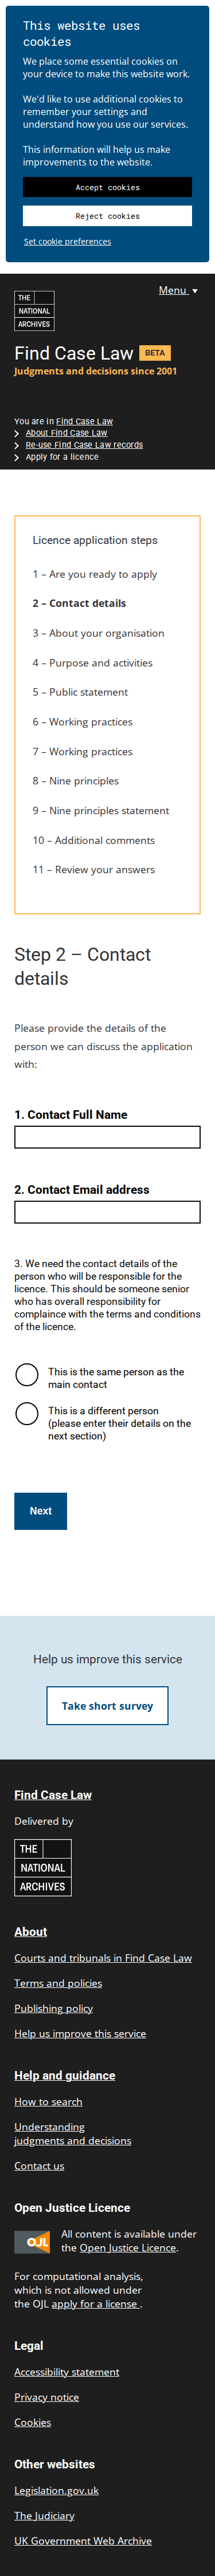 This website uses
cookies
We place some essential cookies on
your device to make this website work.
We'd like to use additional cookies to
remember your settings and
understand how you use our services.
This information will help us make
improvements to the website.
Accept cookies
Reject cookies
Set cookie preferences
Menu
THE
NATIONAL
ARCHIVES
Find Case Law BETA
Judgments and decisions since 2001
You are in Find Case Law
About Find Case Law
Re-use Find Case Law records
Apply for a licence
Licence application steps
1 – Are you ready to apply
2 – Contact details
3 – About your organisation
4 – Purpose and activities
5 – Public statement
6 – Working practices
7 – Working practices
8 – Nine principles
9 – Nine principles statement
10 – Additional comments
11 – Review your answers
Step 2 – Contact
details
Please provide the details of the
person we can discuss the application
with:
1. Contact Full Name
2. Contact Email address
3. We need the contact details of the
person who will be responsible for the
licence. This should be someone senior
who has overall responsibility for
complaince with the terms and conditions
of the licence.
This is the same person as the
main contact
This is a different person
(please enter their details on the
next section)
Next
Help us improve this service
Take short survey
Find Case Law
Delivered by
THE
NATIONAL
ARCHIVES
About
Courts and tribunals in Find Case Law
Terms and policies
Publishing policy
Help us improve this service
Help and guidance
How to search
Understanding
judgments and decisions
Contact us
Open Justice Licence
OJL
All content is available under
the Open Justice Licence.
For computational analysis,
which is not allowed under
the OJL apply for a license .
Legal
Accessibility statement
Privacy notice
Cookies
Other websites
Legislation.gov.uk
The Judiciary
UK Government Web Archive